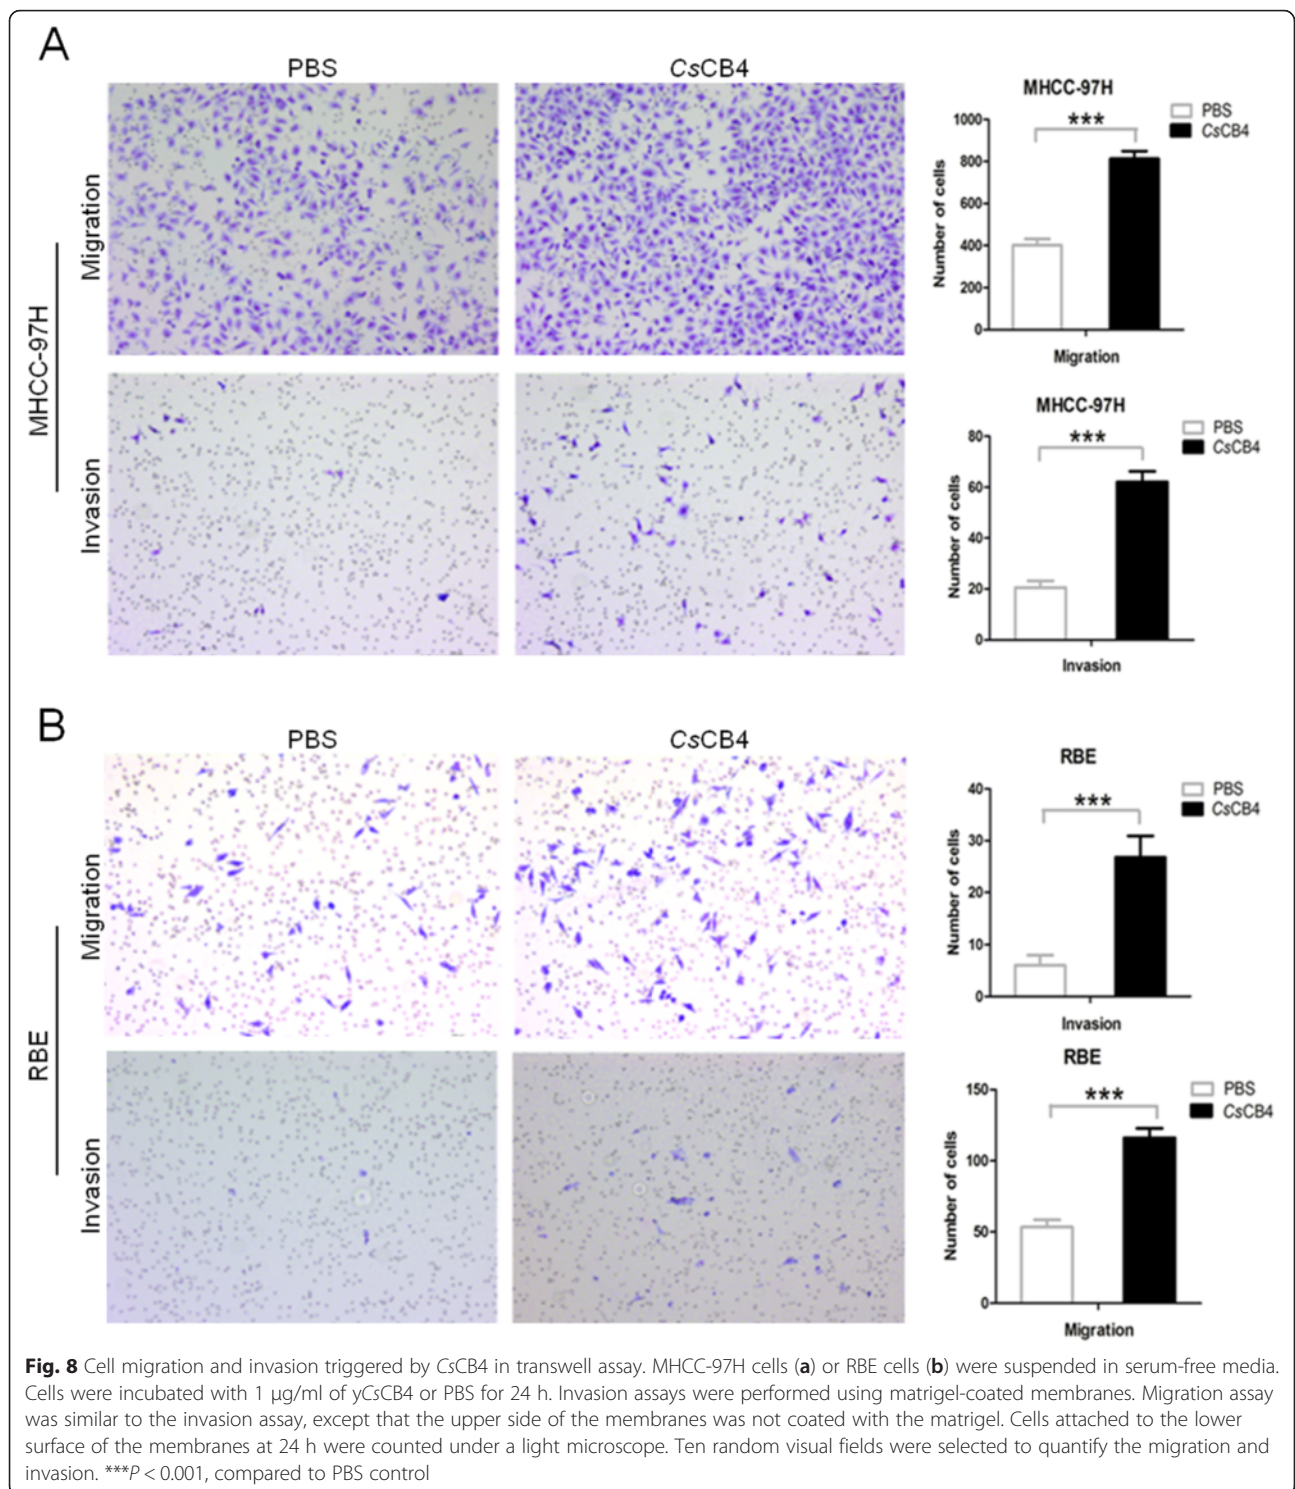 A
PBS
CsCB4
MHCC-97H
Migration
Invasion
MHCC-97H
PBS
CsCB4
***
Number of cells
1000
800
600
400
200
0
Migration
MHCC-97H
PBS
CsCB4
***
Number of cells
80
60
40
20
0
Invasion
B
PBS
CsCB4
RBE
Migration
Invasion
RBE
PBS
CsCB4
***
Number of cells
40
30
20
10
0
Invasion
RBE
PBS
CsCB4
***
Number of cells
150
100
50
0
Migration
Fig. 8 Cell migration and invasion triggered by CsCB4 in transwell assay. MHCC-97H cells (a) or RBE cells (b) were suspended in serum-free media.
Cells were incubated with 1 μg/ml of yCsCB4 or PBS for 24 h. Invasion assays were performed using matrigel-coated membranes. Migration assay
was similar to the invasion assay, except that the upper side of the membranes was not coated with the matrigel. Cells attached to the lower
surface of the membranes at 24 h were counted under a light microscope. Ten random visual fields were selected to quantify the migration and
invasion. ***P < 0.001, compared to PBS control